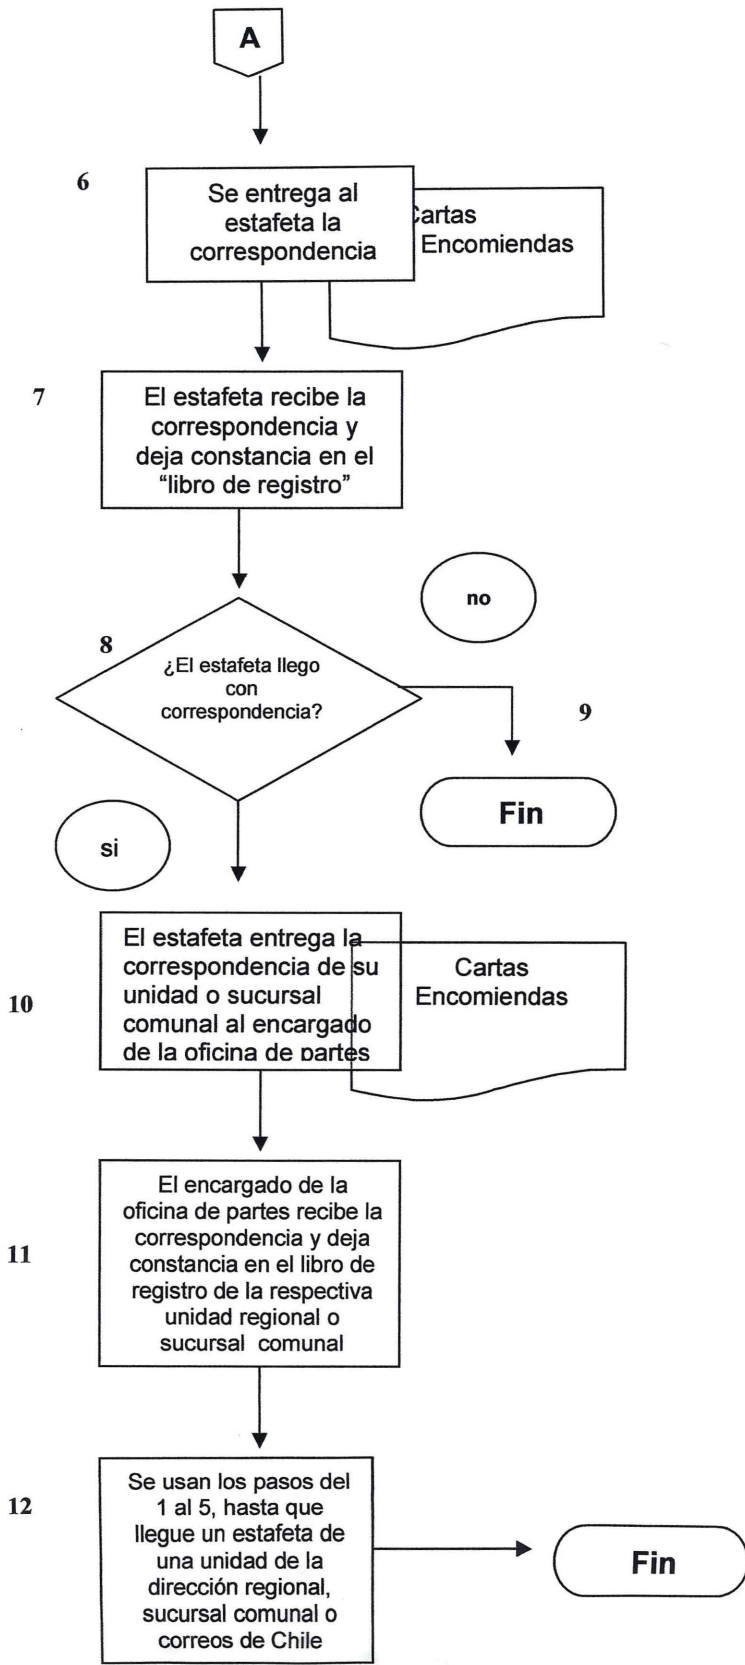 A
6
Se entrega al
estafeta la
correspondencia
Cartas
Encomiendas
7
El estafeta recibe la
correspondencia y
deja constancia en el
“libro de registro”
no
8
¿El estafeta llego
con
correspondencia?
9
Fin
si
10
El estafeta entrega la
correspondencia de su
unidad o sucursal
comunal al encargado
de la oficina de partes
Cartas
Encomiendas
11
El encargado de la
oficina de partes recibe la
correspondencia y deja
constancia en el libro de
registro de la respectiva
unidad regional o
sucursal comunal
12
Se usan los pasos del
1 al 5, hasta que
llegue un estafeta de
una unidad de la
dirección regional,
sucursal comunal o
correos de Chile
Fin